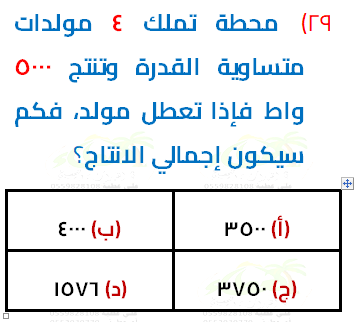 ٢٩) محطة تملك ٤ مولدات
متساوية القدرة وتنتج ٥٠٠٠
واط فإذا تعطل مولد، فكم
سيكون إجمالي الانتاج؟
(أ) ٣٥٠٠ (ب) ٤٠٠٠
(ج) ٣٧٥٠ (د) ١٥٧٦